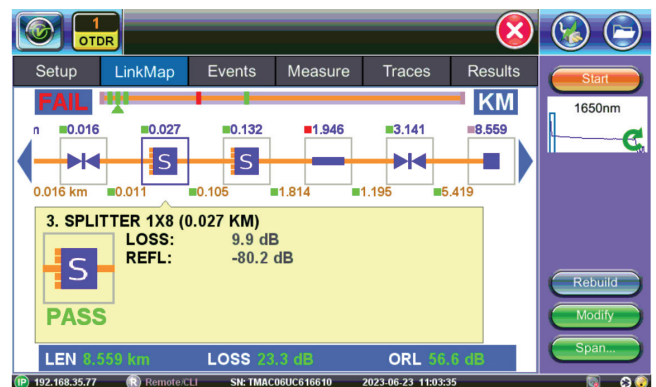 1
OTDR
Setup LinkMap Events Measure Traces Results
FAIL KM
n 0.016 0.027 0.132 1.946 3.141 8.559
S S
0.016 km 0.011 0.105 1.814 1.195 5.419
3. SPLITTER 1X8 (0.027 KM)
LOSS: 9.9 dB
REFL: -80.2 dB
S
PASS
LEN 8.559 km LOSS 23.3 dB ORL 56.6 dB
Start
1650nm
Rebuild
Modify
Span...
IP 192.168.35.77 R Remote/CLI SN: TMAC06UC616610 2023-06-23 11:03:35